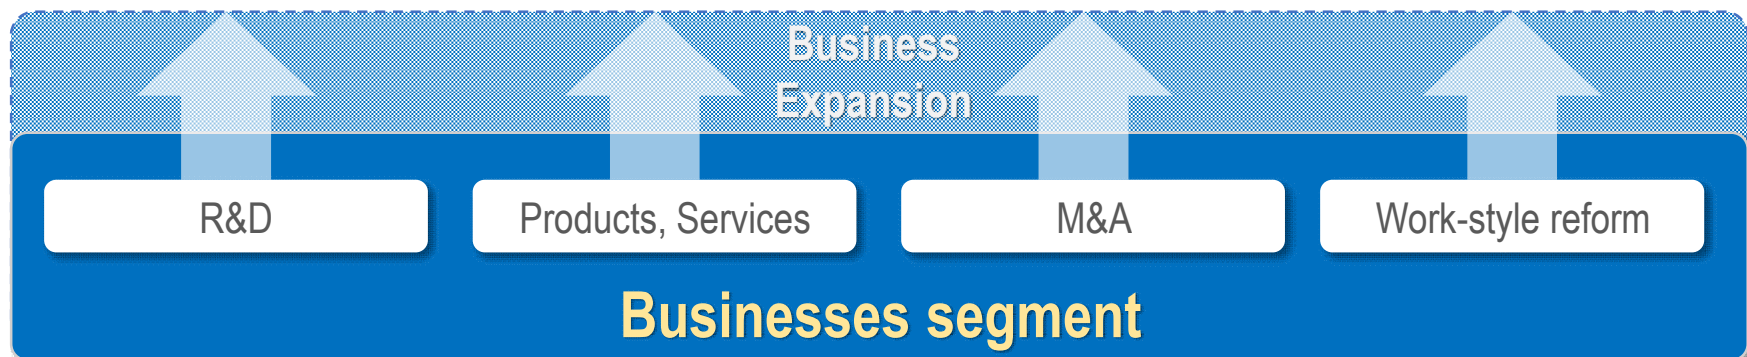 Business
Expansion
R&D
Products, Services
M&A
Work-style reform
Businesses segment